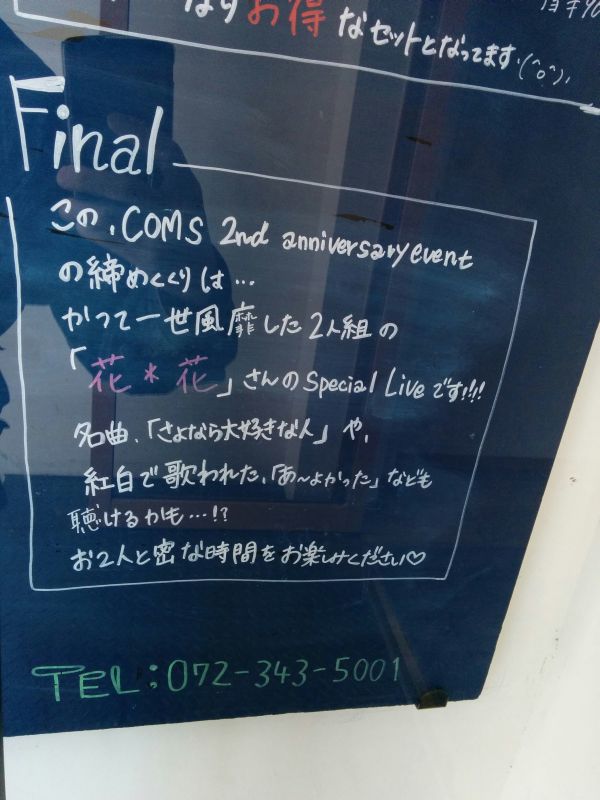 なりお得なセットとなってます。(^o^).
Final
この、COMS 2nd anniversary event
の締めくくりは…
かつて一世風靡した2人組の
「花*花」さんのSpecial Liveです!!!
名曲、「さよなら大好きな人」や、
紅白で歌われた、「あ〜よかった」なども
聴けるかも…!?
お2人と密な時間をお楽しみください♡
TEL:072-343-5001